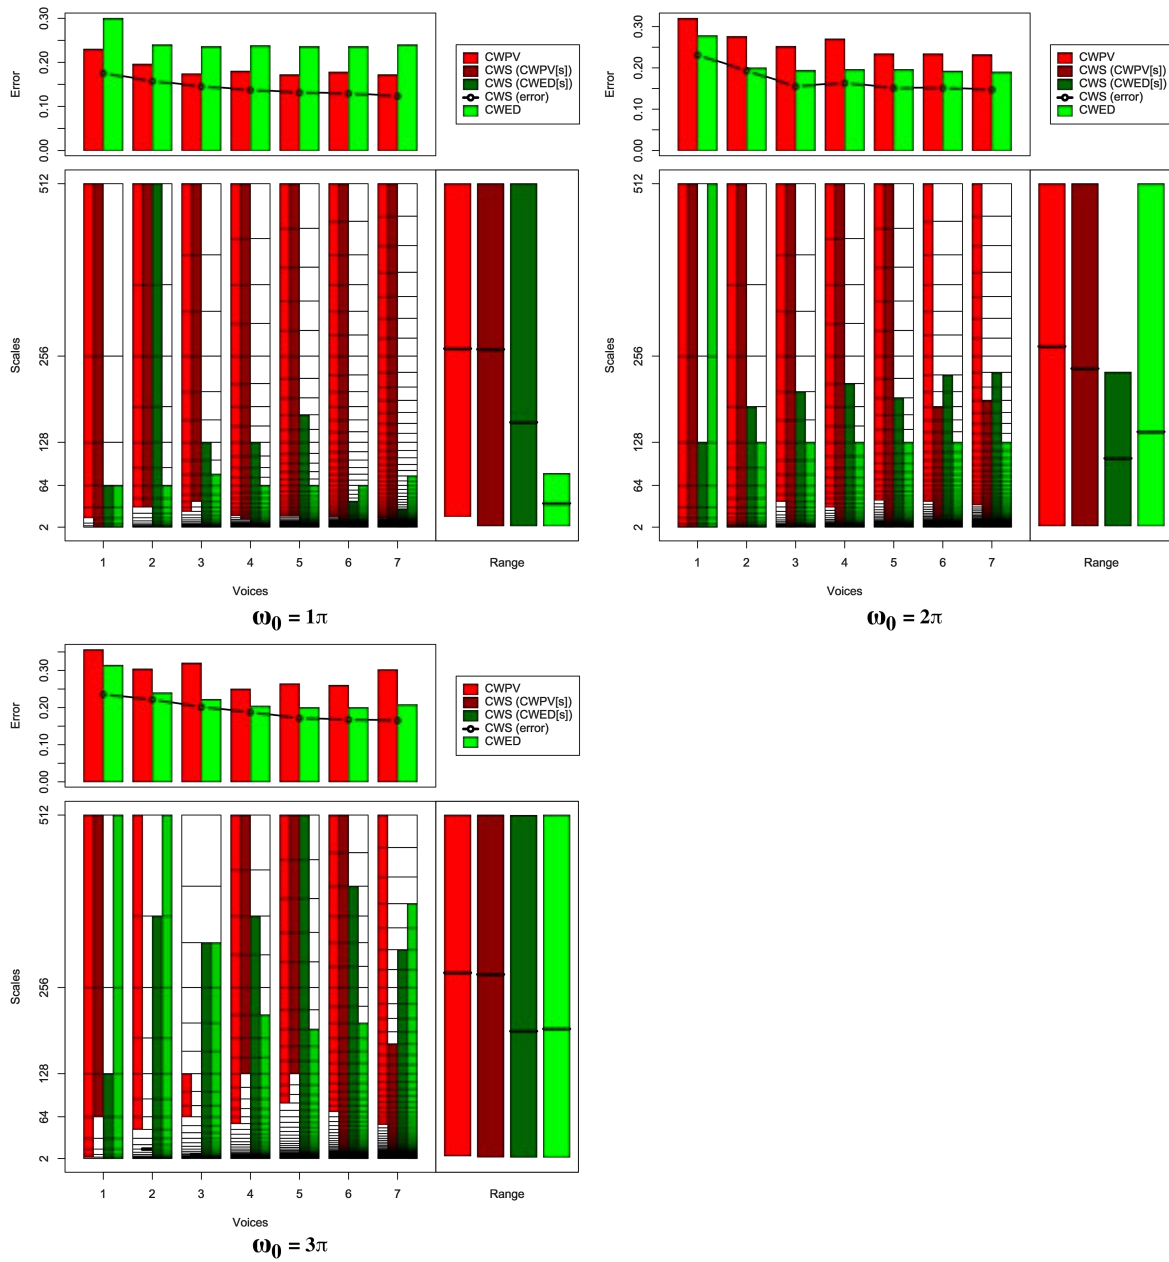 Error
0.00 0.10 0.20 0.30
CWPV
CWS (CWPV[s])
CWS (CWED[s])
CWS (error)
CWED
Scales
512
256
128
64
2
1 2 3 4 5 6 7
Range
Voices
ω0 = 1π
Error
0.00 0.10 0.20 0.30
CWPV
CWS (CWPV[s])
CWS (CWED[s])
CWS (error)
CWED
Scales
512
256
128
64
2
1 2 3 4 5 6 7
Range
Voices
ω0 = 2π
Error
0.00 0.10 0.20 0.30
CWPV
CWS (CWPV[s])
CWS (CWED[s])
CWS (error)
CWED
Scales
512
256
128
64
2
1 2 3 4 5 6 7
Range
Voices
ω0 = 3π